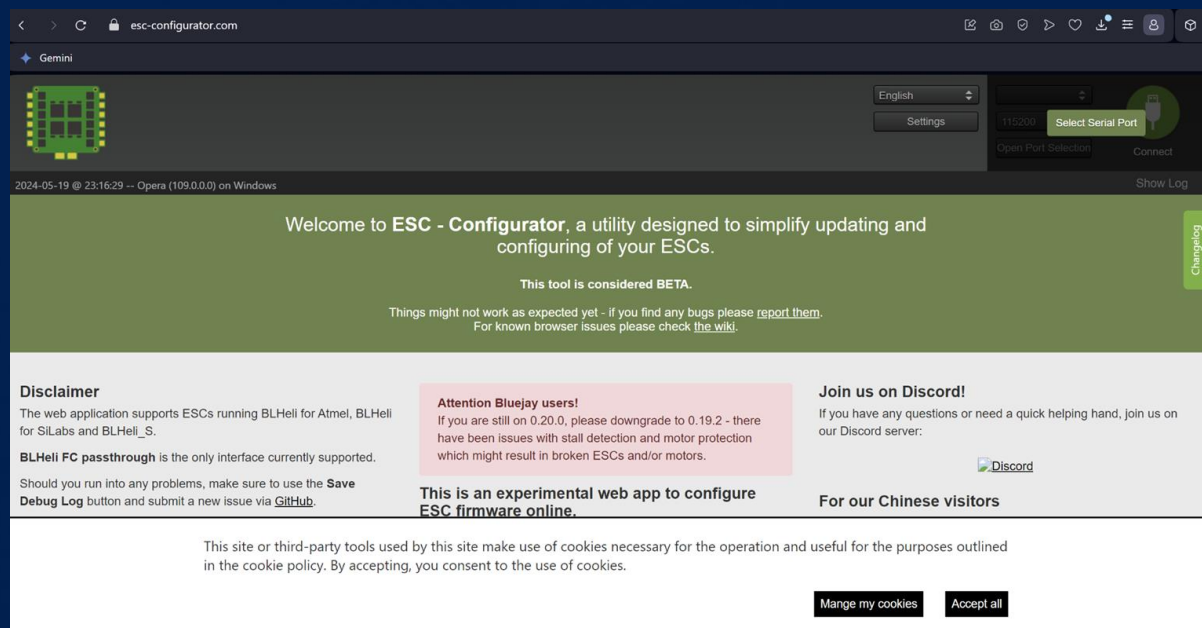 esc-configurator.com
Gemini
English
Settings
115200
Select Serial Port
Open Port Selection
Connect
2024-05-19 @ 23:16:29 -- Opera (109.0.0.0) on Windows
Show Log
Welcome to ESC - Configurator, a utility designed to simplify updating and
configuring of your ESCs.
This tool is considered BETA.
Things might not work as expected yet - if you find any bugs please report them.
For known browser issues please check the wiki.
Changelog
Disclaimer
The web application supports ESCs running BLHeli for Atmel, BLHeli
for SiLabs and BLHeli_S.
BLHeli FC passthrough is the only interface currently supported.
Should you run into any problems, make sure to use the Save
Debug Log button and submit a new issue via GitHub.
Attention Bluejay users!
If you are still on 0.20.0, please downgrade to 0.19.2 - there
have been issues with stall detection and motor protection
which might result in broken ESCs and/or motors.
This is an experimental web app to configure
ESC firmware online.
Join us on Discord!
If you have any questions or need a quick helping hand, join us on
our Discord server:
Discord
For our Chinese visitors
This site or third-party tools used by this site make use of cookies necessary for the operation and useful for the purposes outlined
in the cookie policy. By accepting, you consent to the use of cookies.
Mange my cookies
Accept all